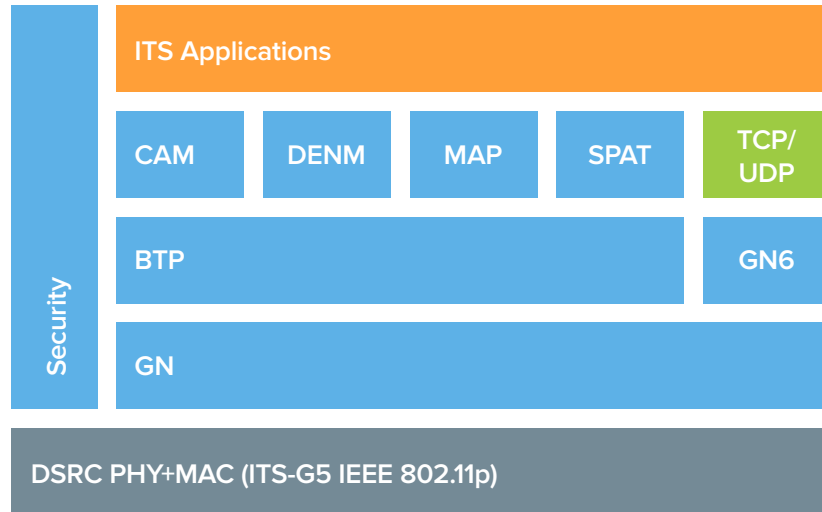 ITS Applications
CAM
DENM
MAP
SPAT
TCP/
UDP
BTP
GN6
Security
GN
DSRC PHY+MAC (ITS-G5 IEEE 802.11p)